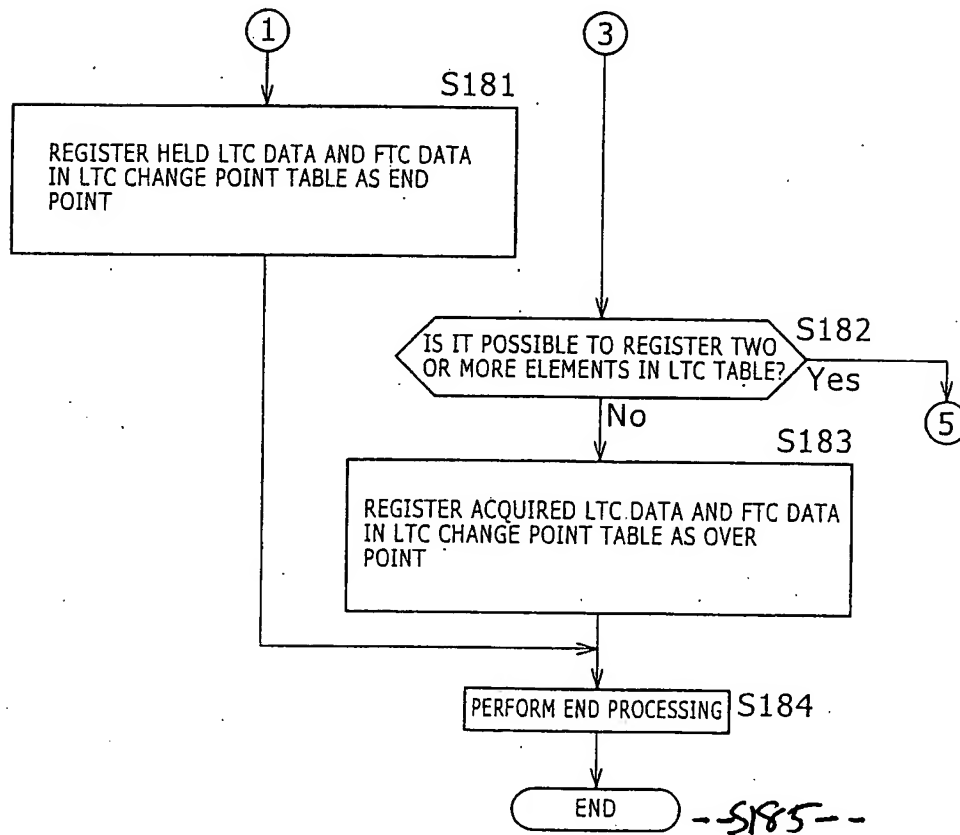 1
3
S181
REGISTER HELD LTC DATA AND FTC DATA
IN LTC CHANGE POINT TABLE AS END
POINT
S182
IS IT POSSIBLE TO REGISTER TWO
OR MORE ELEMENTS IN LTC TABLE?
Yes
5
No
S183
REGISTER ACQUIRED LTC DATA AND FTC DATA
IN LTC CHANGE POINT TABLE AS OVER
POINT
PERFORM END PROCESSING
S184
END
--S185--